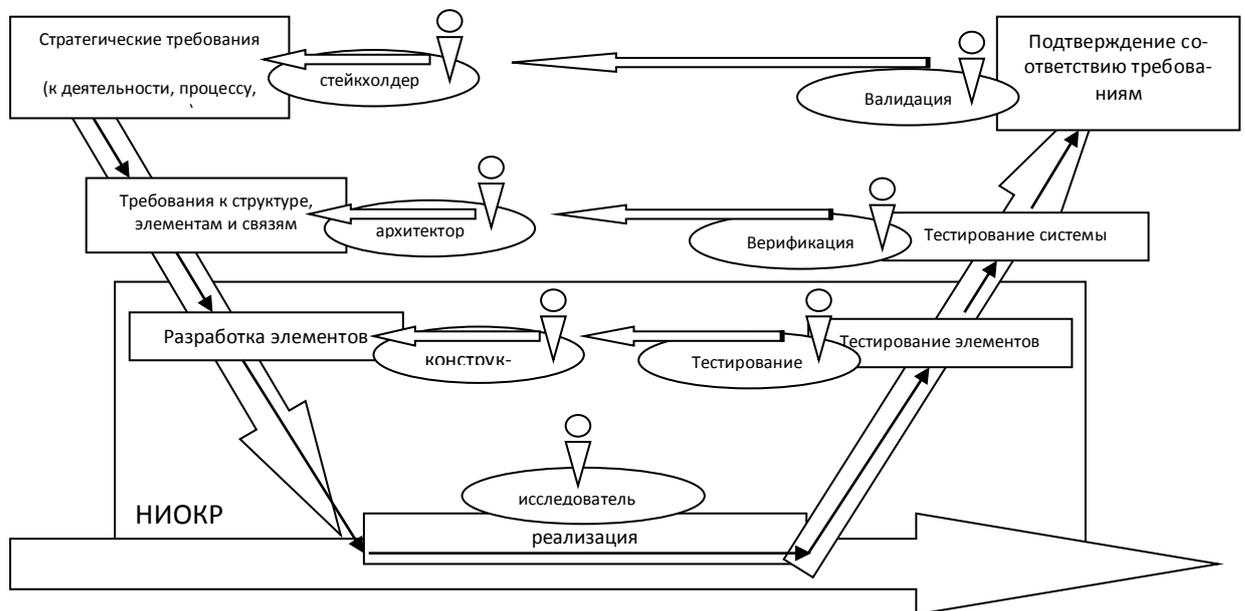 Стратегические требования
(к деятельности, процессу,
стейкхолдер
Валидация
Подтверждение со-
ответствию требова-
ниям
Требования к структуре,
элементам и связям
архитектор
Верификация
Тестирование системы
Разработка элементов
конструк-
Тестирование
Тестирование элементов
исследователь
НИОКР
реализация